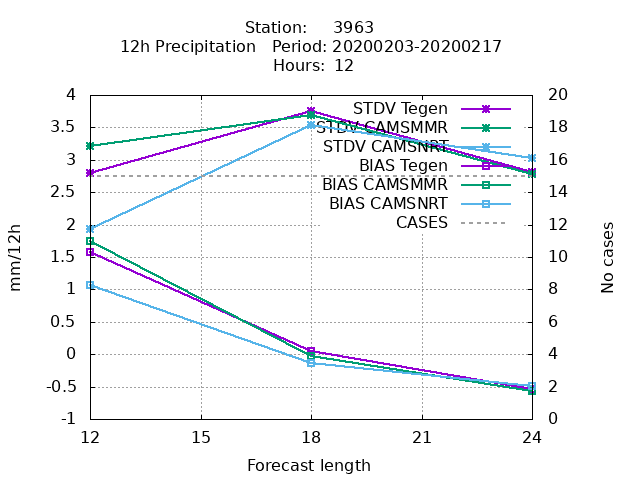 Station: 3963
12h Precipitation Period: 20200203-20200217
Hours: 12
4 20
3.5 18
3 16
2.5 14
2 12
1.5 10
1 8
0.5 6
0 4
-0.5 2
-1 0
STDV Tegen
STDV CAMSMMR
STDV CAMSNRT
BIAS Tegen
BIAS CAMSMMR
BIAS CAMSNRT
CASES
mm/12h
No cases
12 15 18 21 24
Forecast length